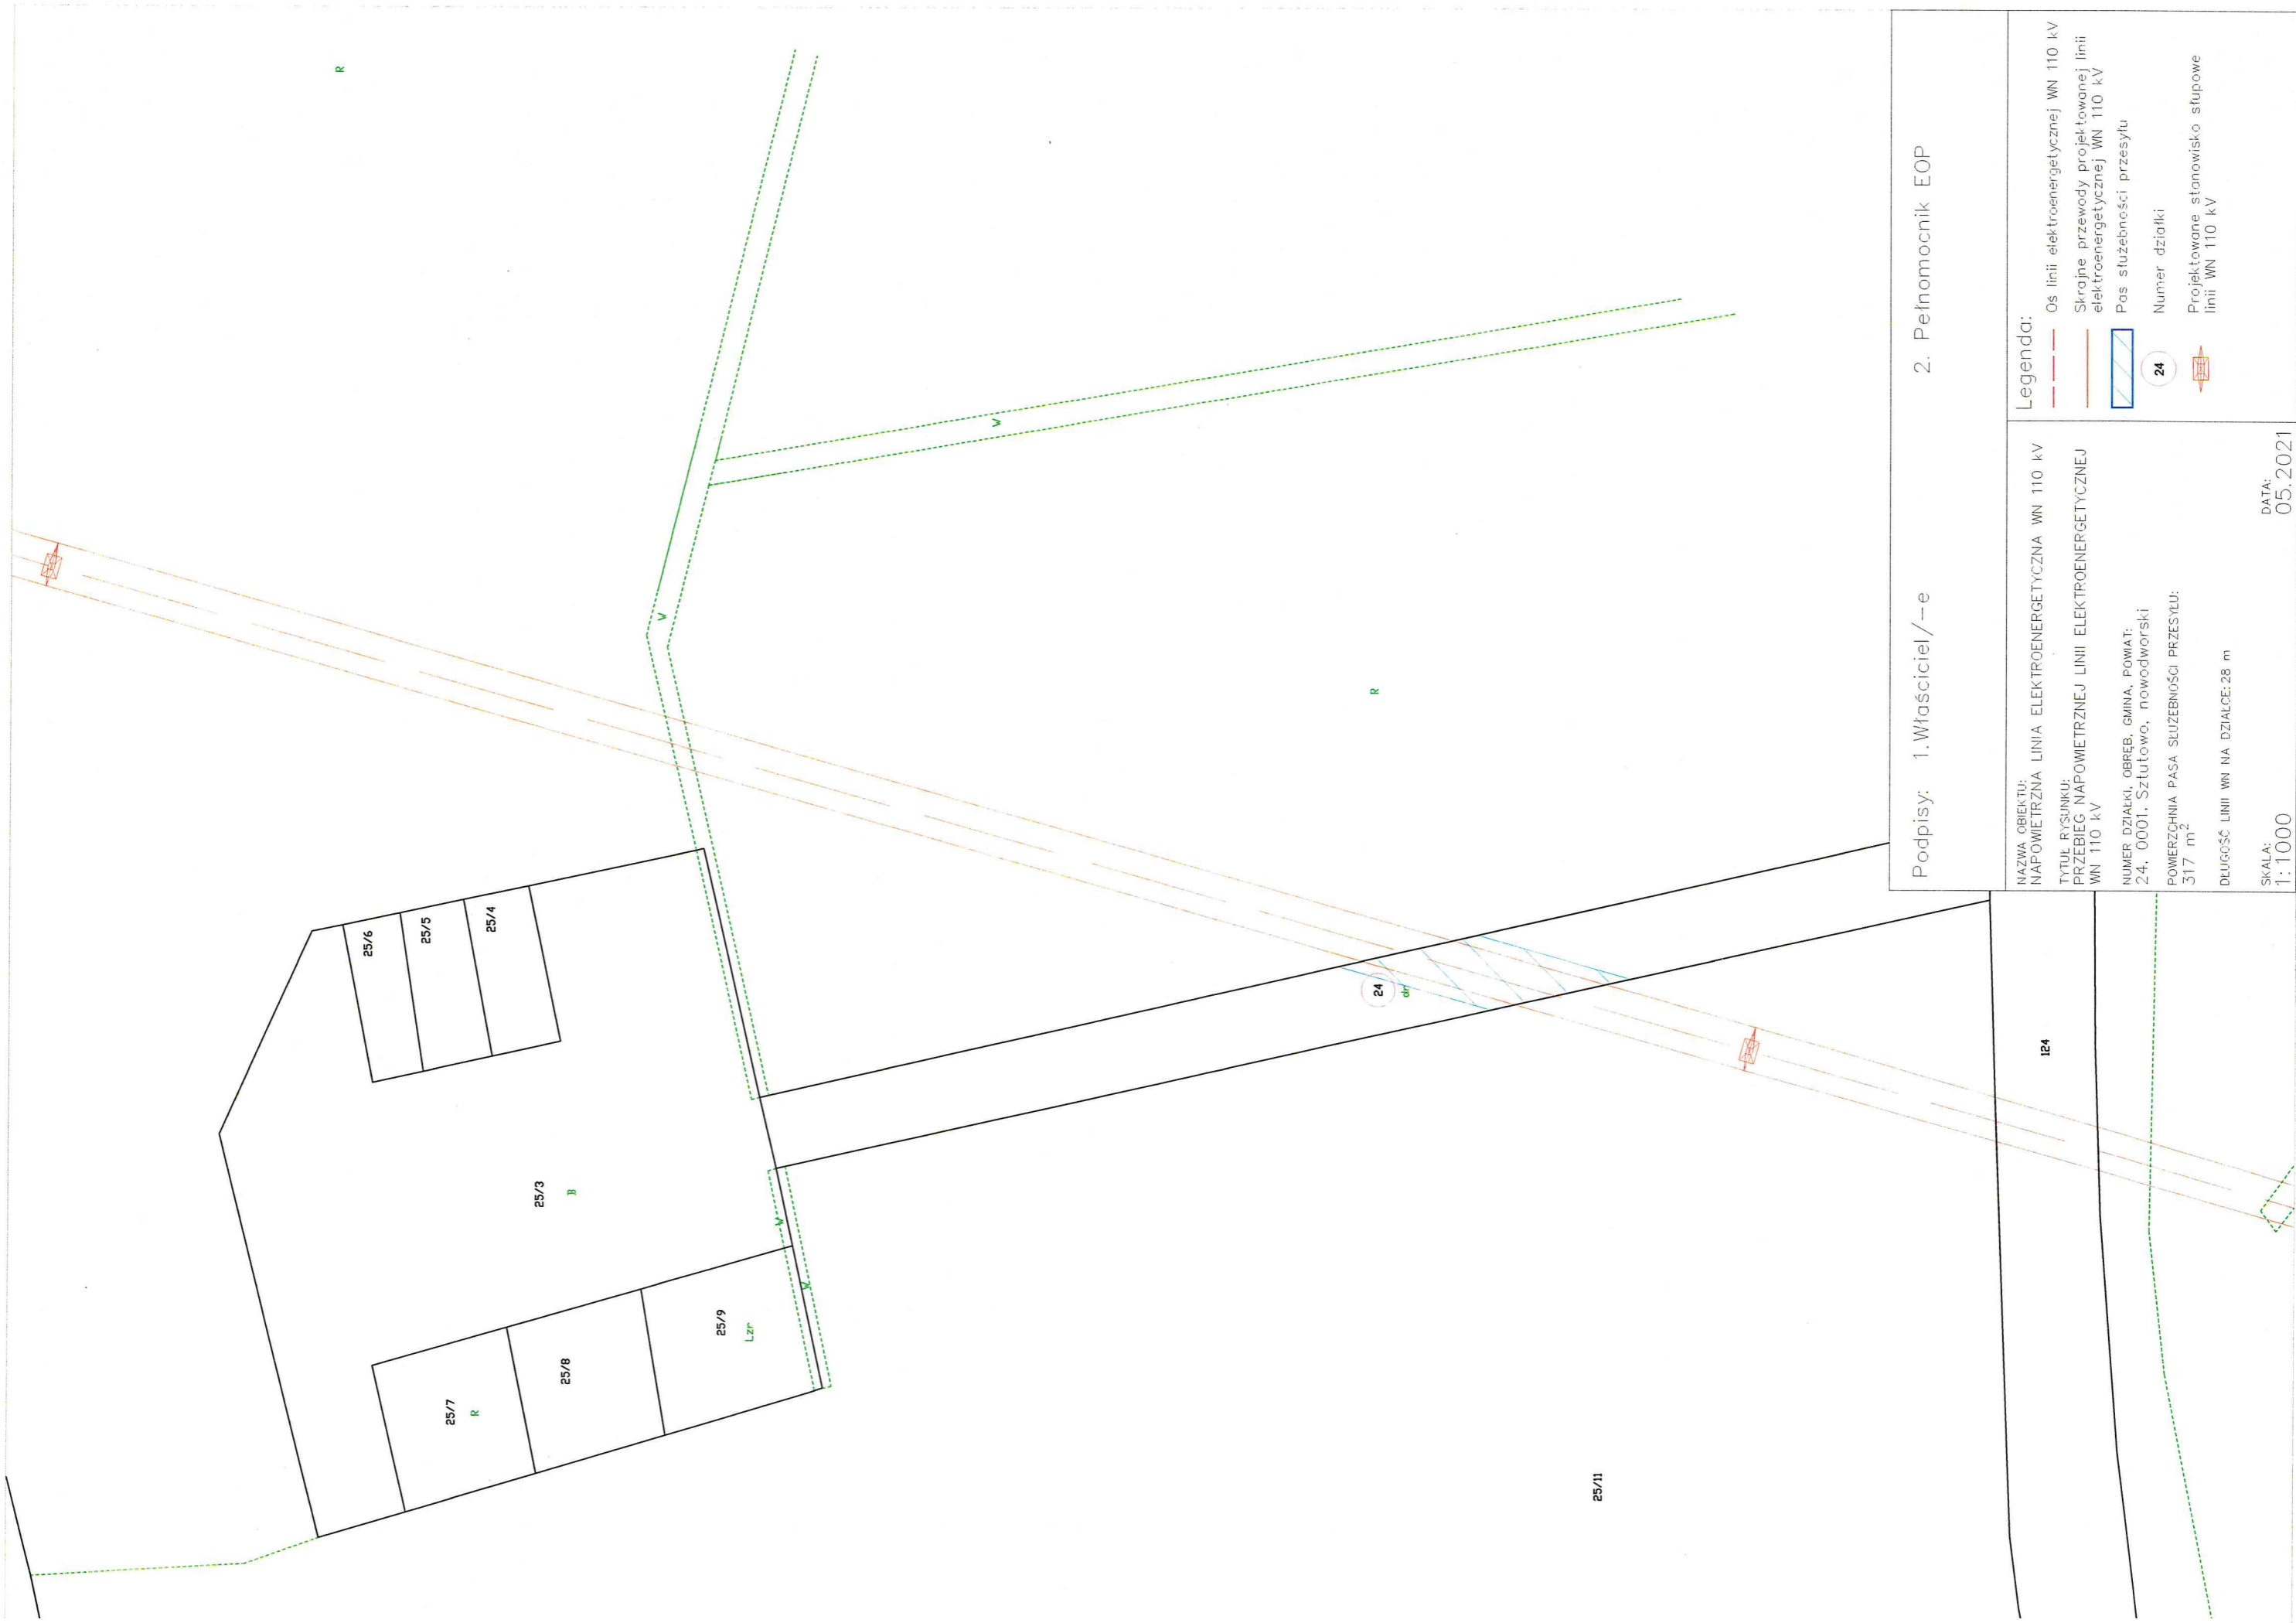 R
W
W
R
25/6
25/5
25/4
25/3
B
W
W
25/7
R
25/8
25/9
Lzr
24
dr
25/11
124
Podpisy: 1.Właściciel/-e 2. Pełnomocnik EOP
NAZWA OBIEKTU:
NAPOWIETRZNA LINIA ELEKTROENERGETYCZNA WN 110 kV
TYTUŁ RYSUNKU:
PRZEBIEG NAPOWIETRZNEJ LINII ELEKTROENERGETYCZNEJ
WN 110 kV
NUMER DZIAŁKI, OBRĘB, GMINA, POWIAT:
24, 0001, Sztutowo, nowodworski
POWIERZCHNIA PASA SŁUŻEBNOŚCI PRZESYŁU:
317 m²
DŁUGOŚĆ LINII WN NA DZIAŁCE: 28 m
SKALA:
1:1000
DATA:
05.2021
Legenda:
Oś linii elektroenergetycznej WN 110 kV
Skrajne przewody projektowanej linii
elektroenergetycznej WN 110 kV
Pas służebności przesyłu
24 Numer działki
Projektowane stanowisko słupowe
linii WN 110 kV